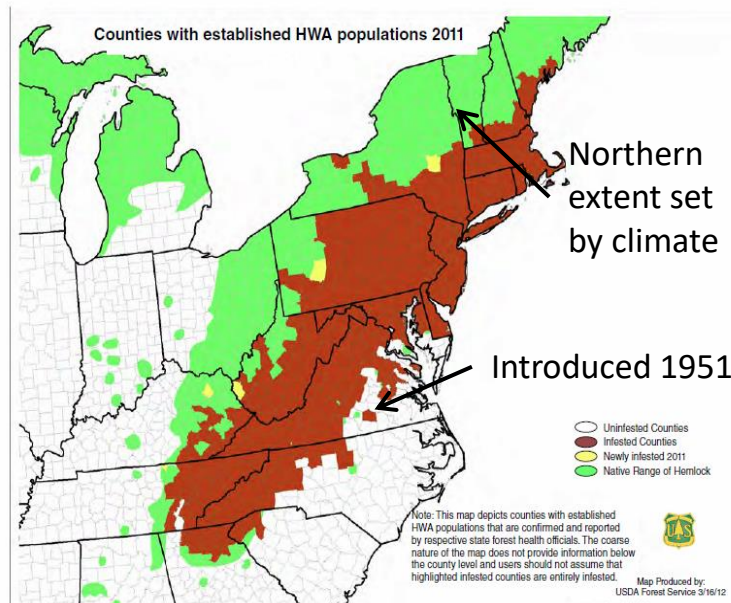 Counties with established HWA populations 2011
Northern
extent set
by climate
Introduced 1951
Uninfested Counties
Infested Counties
Newly infested 2011
Native Range of Hemlock
Note: This map depicts counties with established
HWA populations that are confirmed and reported
by respective state forest health officials. The coarse
nature of the map does not provide information below
the county level and users should not assume that
highlighted infested counties are entirely infested.
UAS
Map Produced by:
USDA Forest Service 3/16/12